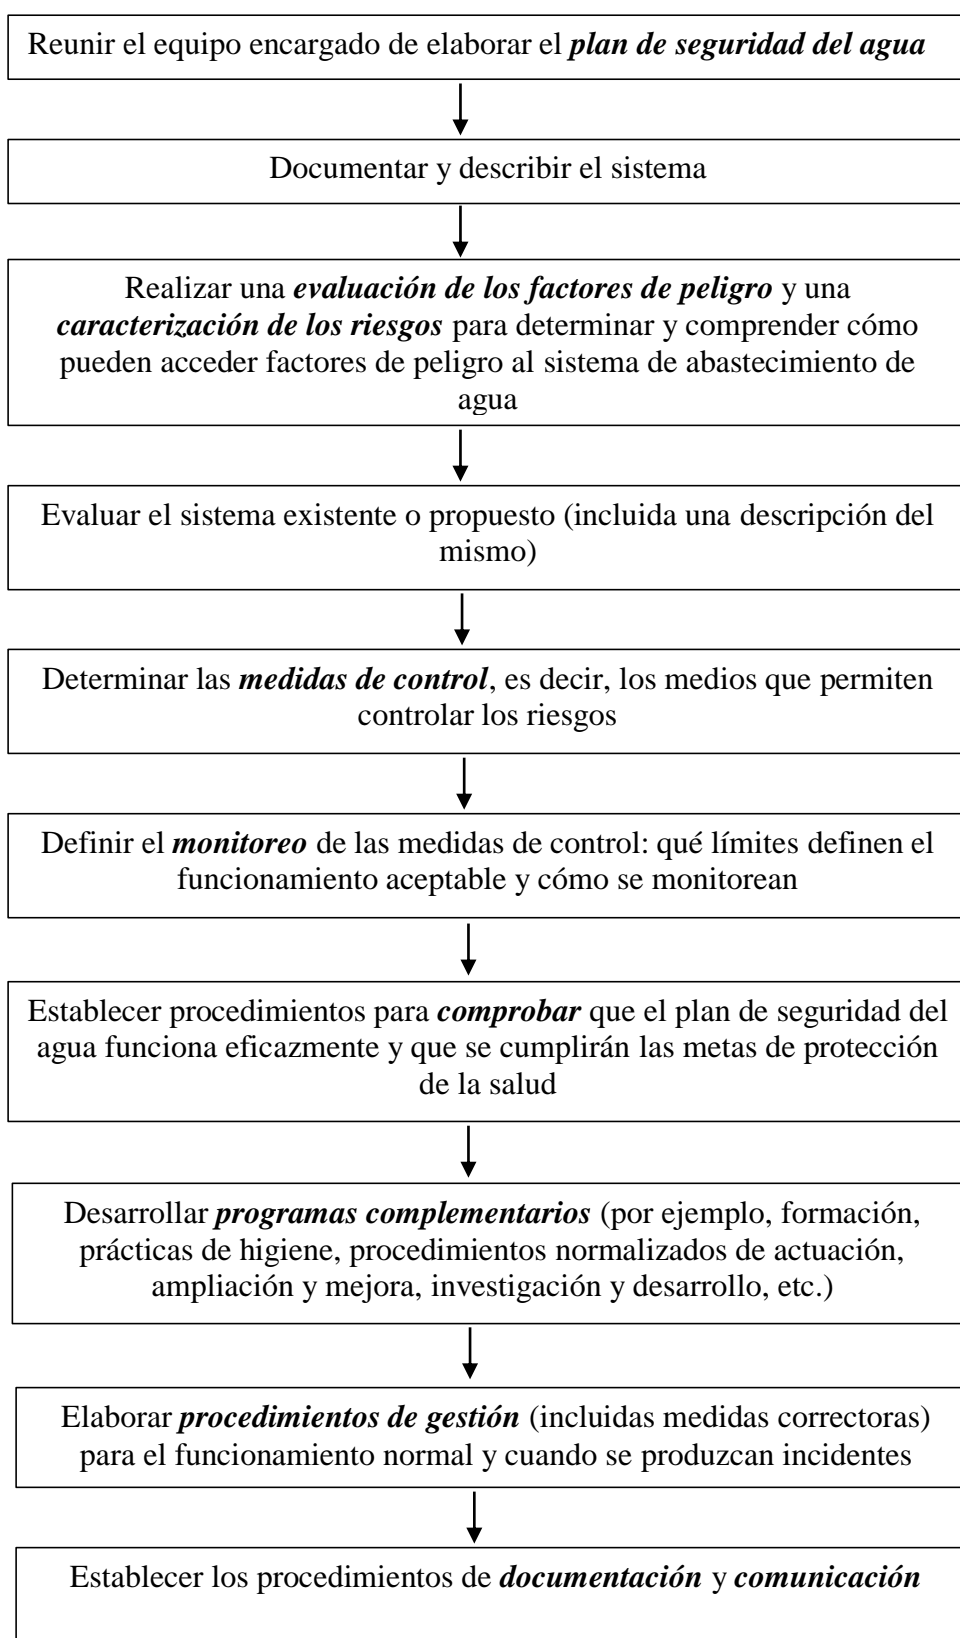 Reunir el equipo encargado de elaborar el plan de seguridad del agua
Documentar y describir el sistema
Realizar una evaluación de los factores de peligro y una
caracterización de los riesgos para determinar y comprender cómo
pueden acceder factores de peligro al sistema de abastecimiento de
agua
Evaluar el sistema existente o propuesto (incluida una descripción del
mismo)
Determinar las medidas de control, es decir, los medios que permiten
controlar los riesgos
Definir el monitoreo de las medidas de control: qué límites definen el
funcionamiento aceptable y cómo se monitorean
Establecer procedimientos para comprobar que el plan de seguridad del
agua funciona eficazmente y que se cumplirán las metas de protección
de la salud
Desarrollar programas complementarios (por ejemplo, formación,
prácticas de higiene, procedimientos normalizados de actuación,
ampliación y mejora, investigación y desarrollo, etc.)
Elaborar procedimientos de gestión (incluidas medidas correctoras)
para el funcionamiento normal y cuando se produzcan incidentes
Establecer los procedimientos de documentación y comunicación